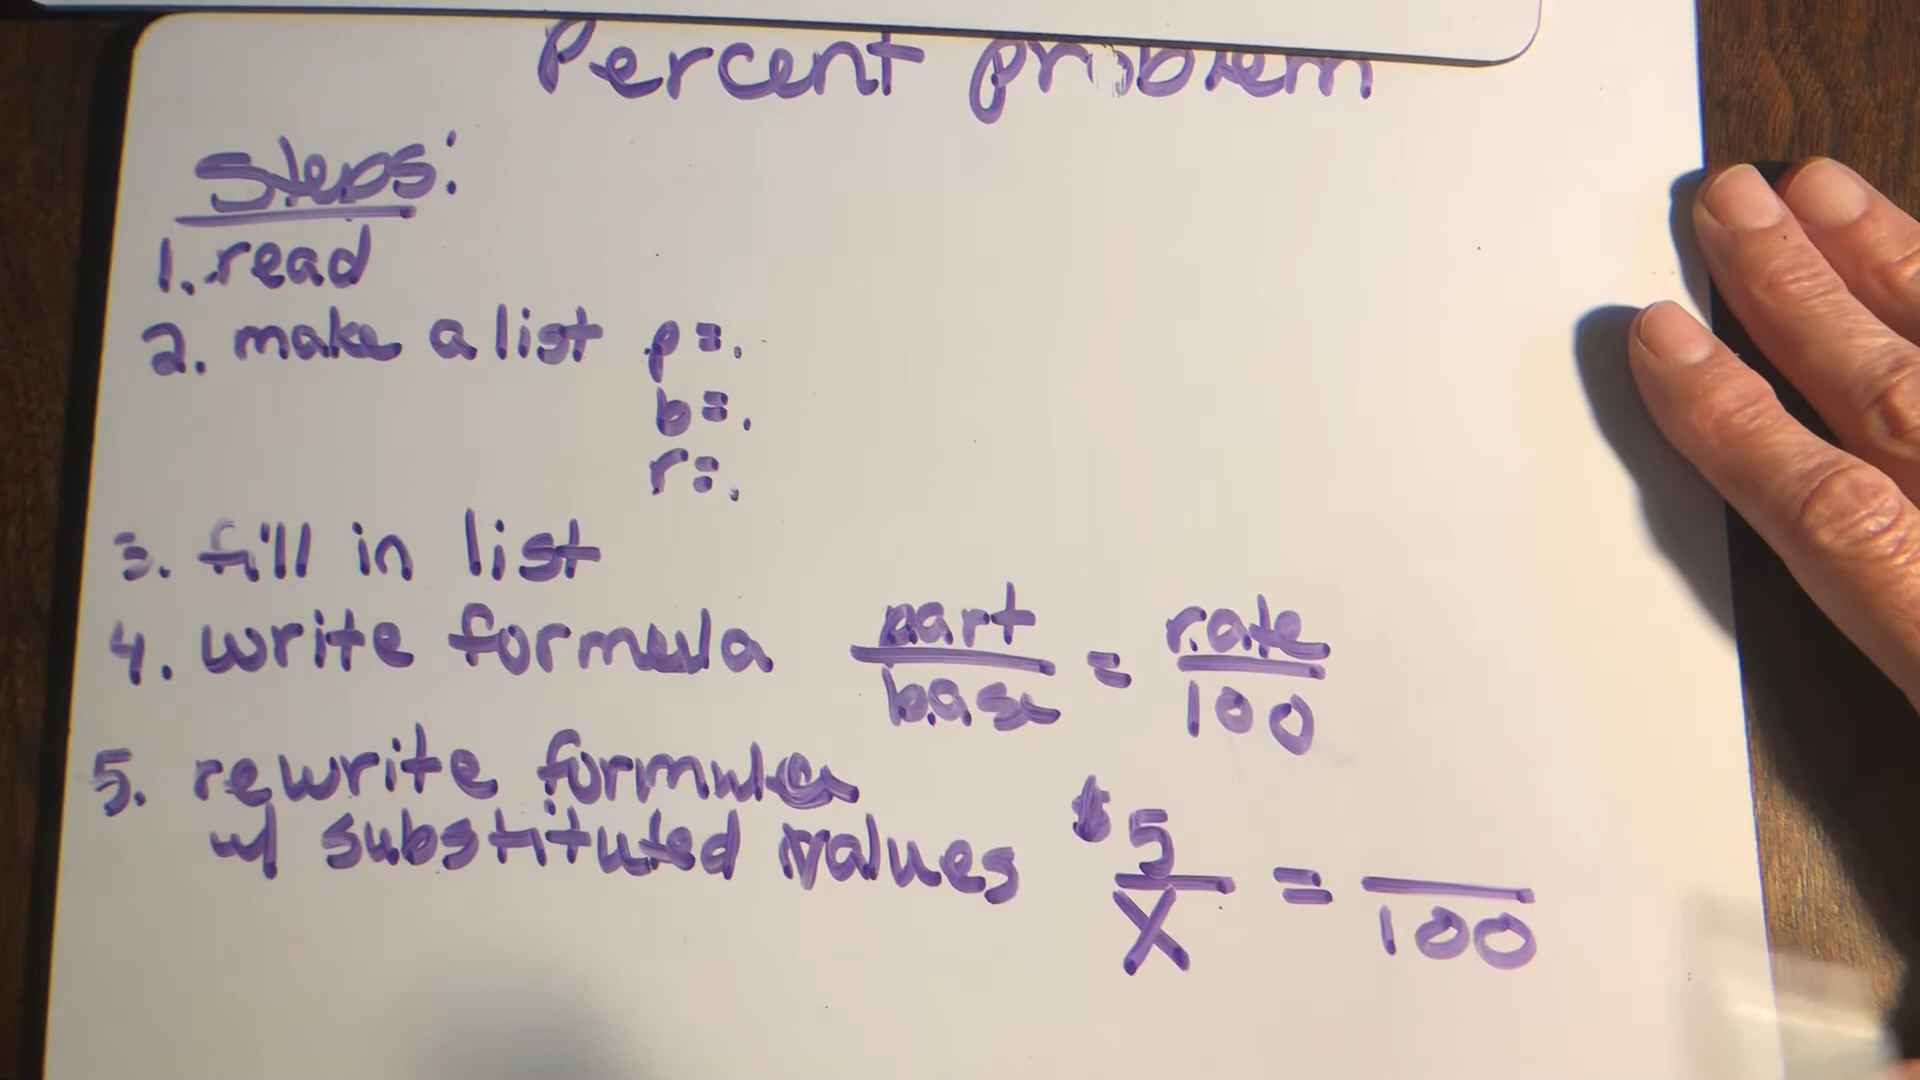 Percent problem
Steps:
1. read
2. make a list p=.
b=.
r=.
3. fill in list
4. write formula part/base = rate/100
5. rewrite formula
w/ substituted values $5/X = /100